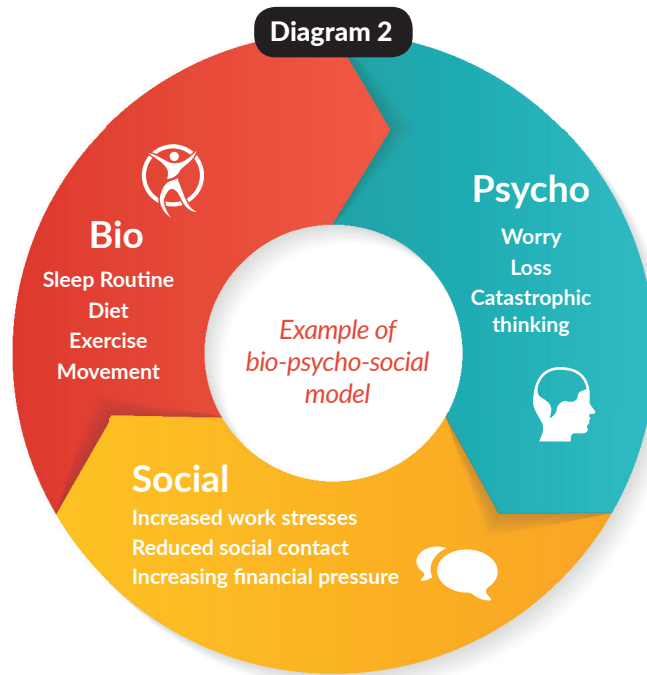 Diagram 2
Bio
Sleep Routine
Diet
Exercise
Movement
Psycho
Worry
Loss
Catastrophic
thinking
Example of
bio-psycho-social
model
Social
Increased work stresses
Reduced social contact
Increasing financial pressure